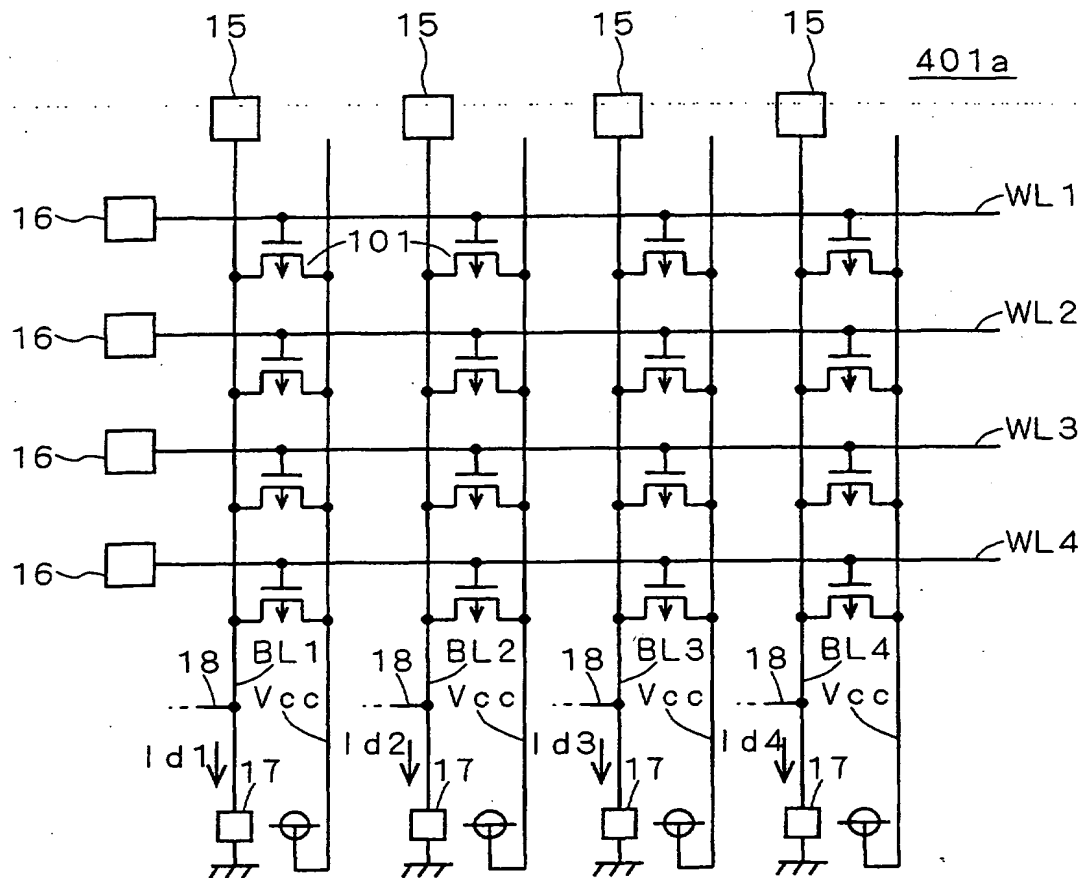 15 15 15 15
401a
16 WL1
101
16 WL2
16 WL3
16 WL4
18 BL1 18 BL2 18 BL3 18 BL4
Vcc Vcc Vcc Vcc
Id1 Id2 Id3 Id4
17 17 17 17